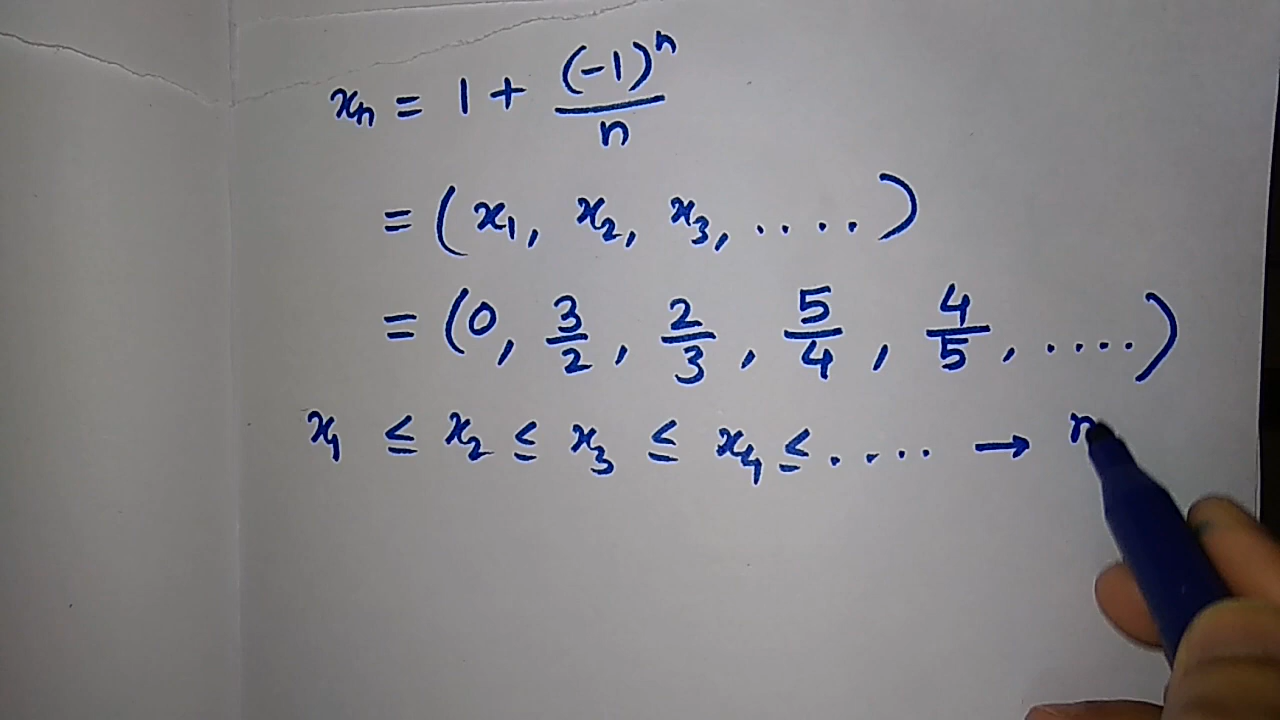 xₙ = 1 + (-1)ⁿ/n
= (x₁, x₂, x₃, ....)
= (0, 3/2, 2/3, 5/4, 4/5, ....)
x₁ ≤ x₂ ≤ x₃ ≤ x₄ ≤ ..... → n